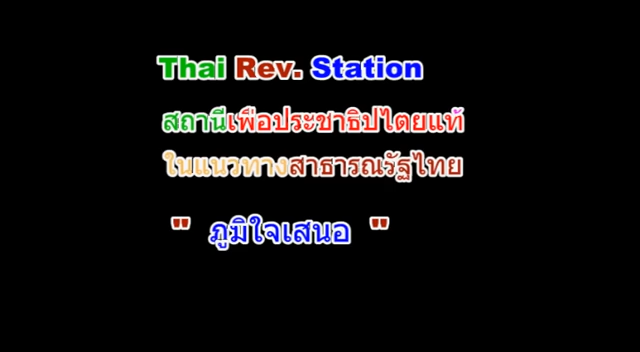 Thai Rev. Station
สถานีเพื่อประชาธิปไตยแท้
ในแนวทางสาธารณรัฐไทย
" ภูมิใจเสนอ "